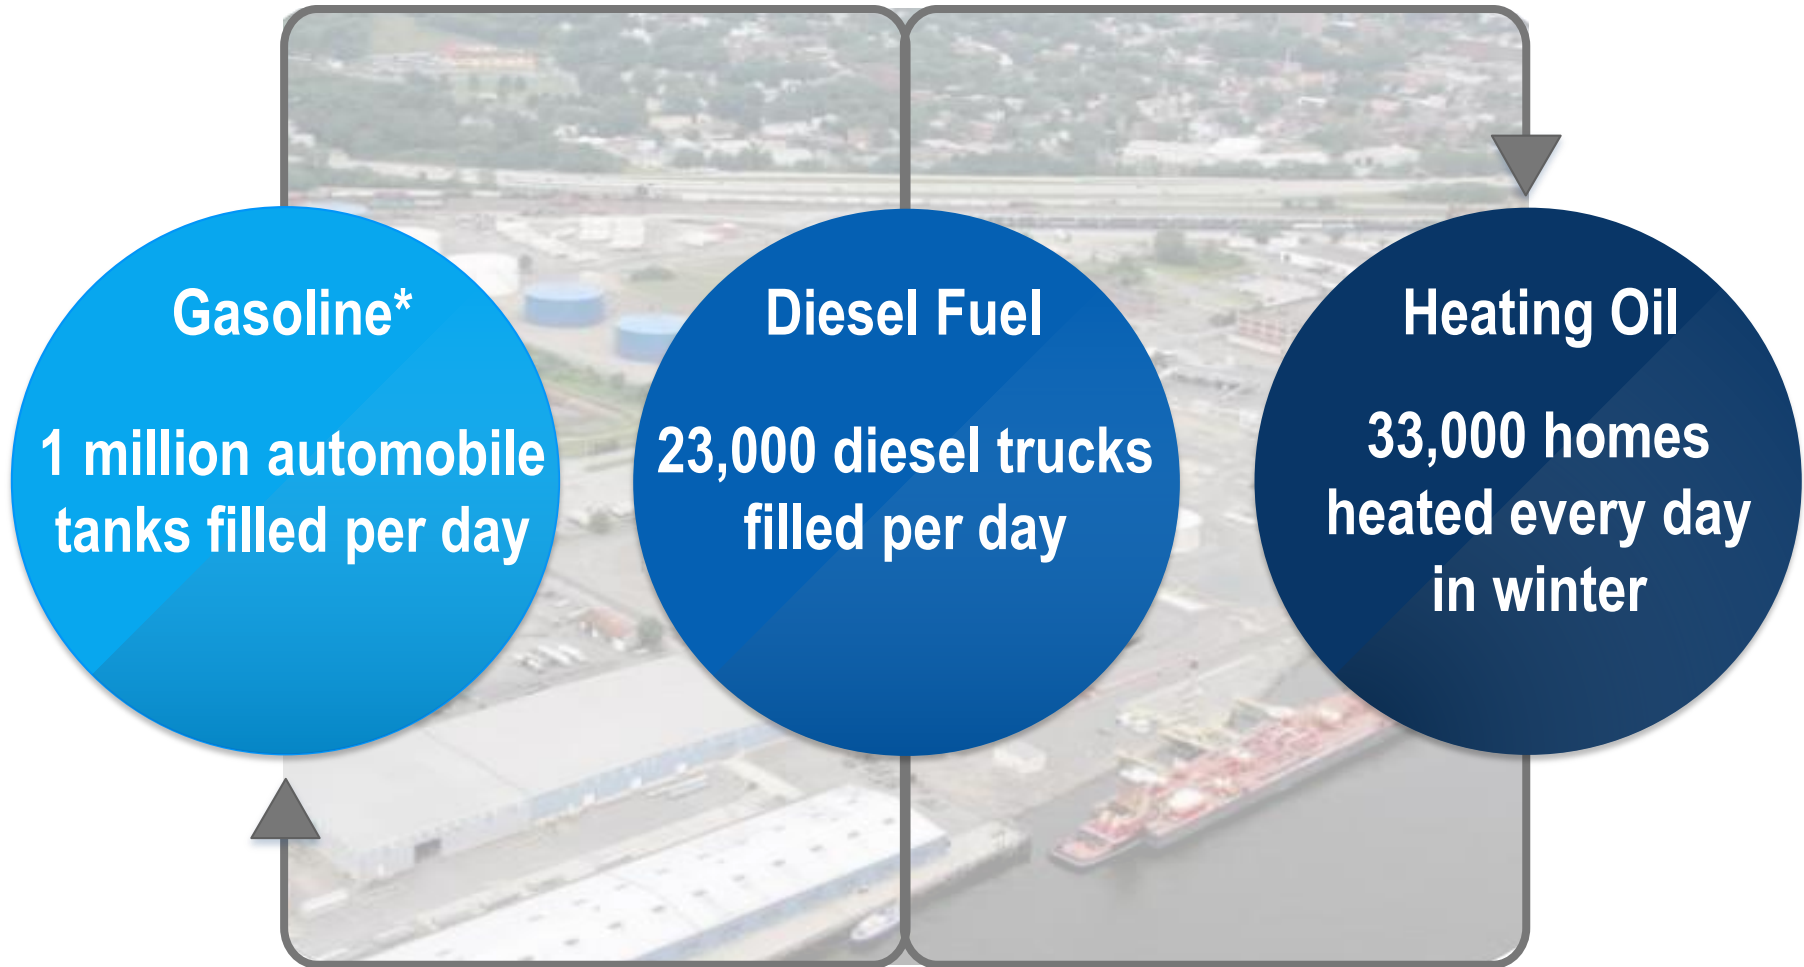 Gasoline*
1 million automobile
tanks filled per day
Diesel Fuel
23,000 diesel trucks
filled per day
Heating Oil
33,000 homes
heated every day
in winter